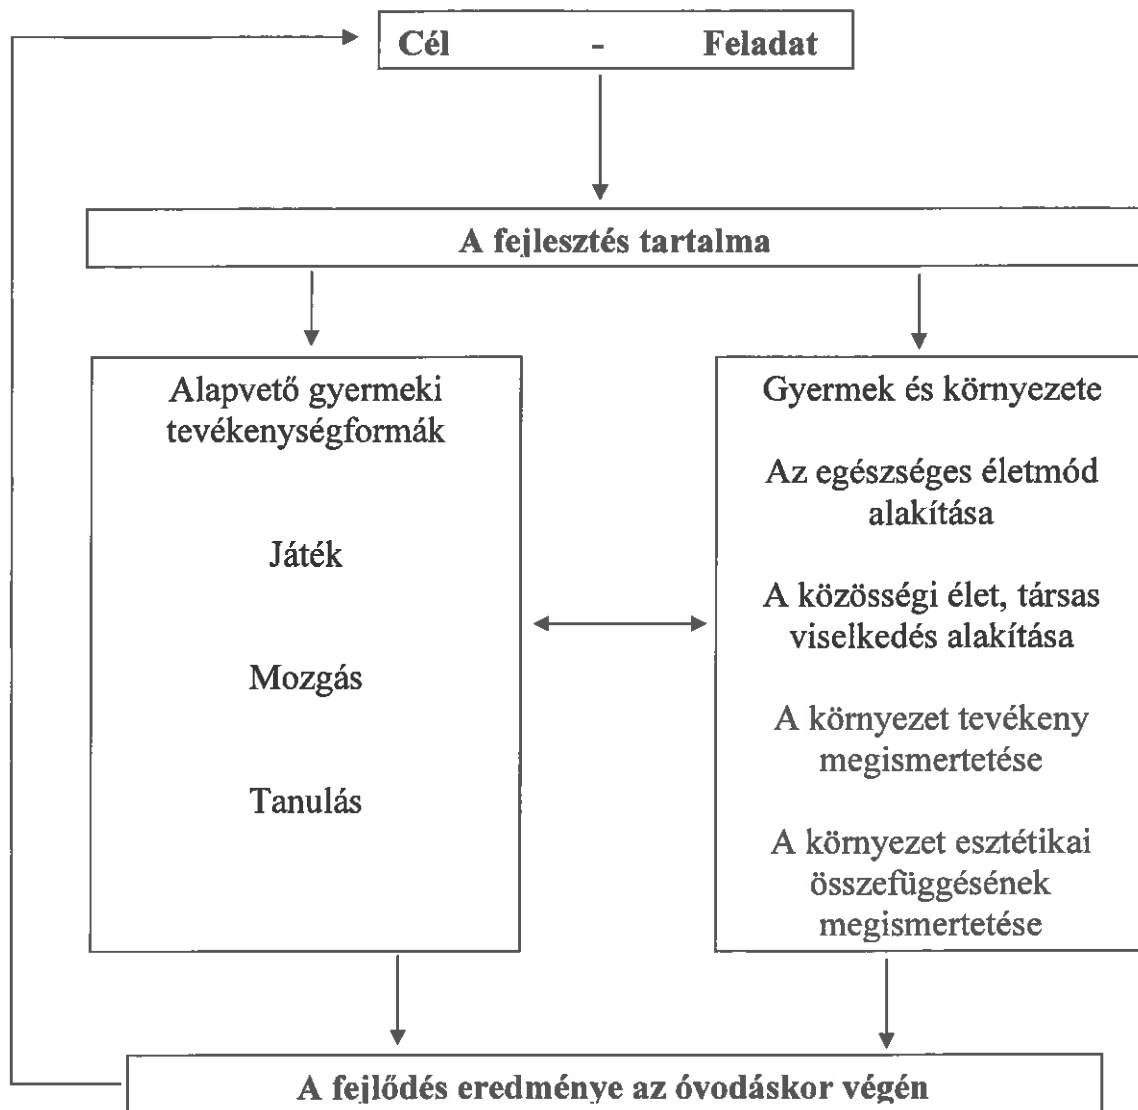 Cél - Feladat
A fejlesztés tartalma
Alapvető gyermeki
tevékenységformák
Játék
Mozgás
Tanulás
Gyermek és környezete
Az egészséges életmód
alakítása
A közösségi élet, társas
viselkedés alakítása
A környezet tevékeny
megismertetése
A környezet esztétikai
összefüggésének
megismertetése
A fejlődés eredménye az óvodáskor végén